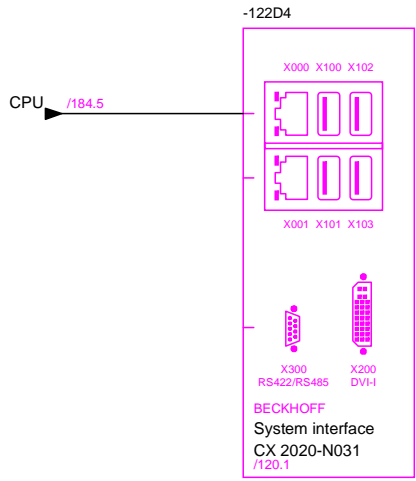 -122D4
X000 X100 X102
CPU /184.5
X001 X101 X103
X300 X200
RS422/RS485 DVI-I
BECKHOFF
System interface
CX 2020-N031
/120.1